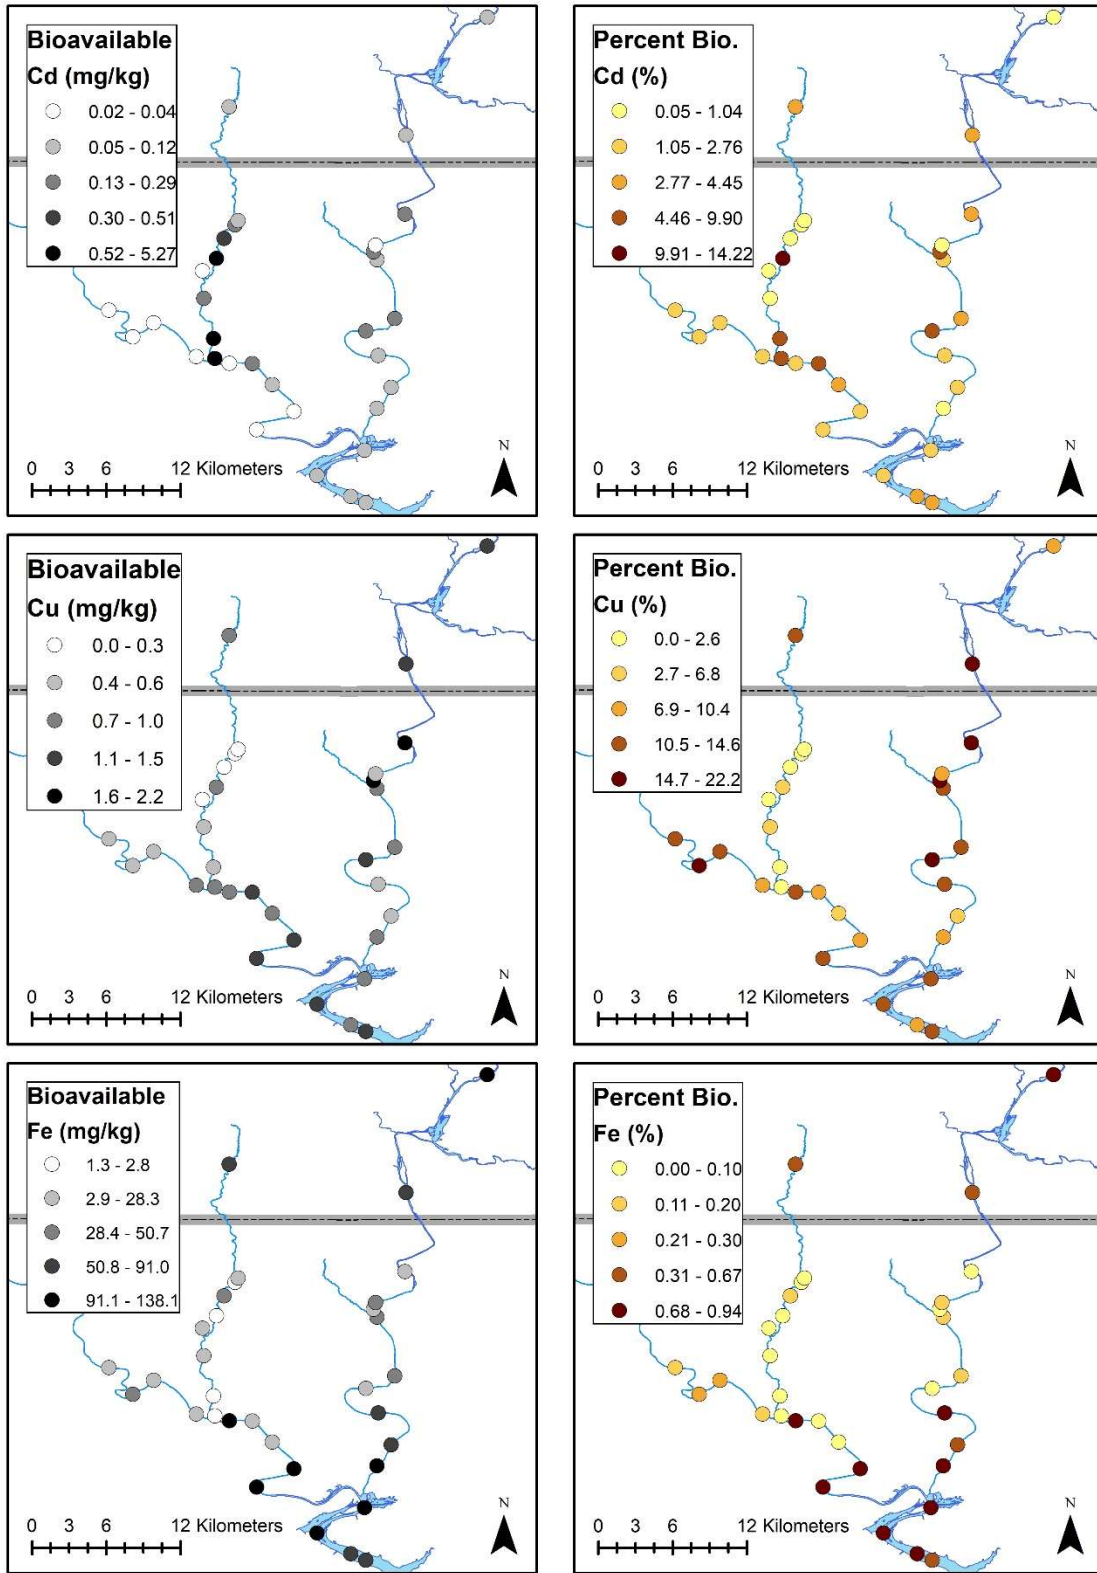 Bioavailable
Cd (mg/kg)
0.02 - 0.04
0.05 - 0.12
0.13 - 0.29
0.30 - 0.51
0.52 - 5.27
N
0 6 12 Kilometers
Percent Bio.
Cd (%)
0.05 - 1.04
1.05 - 2.76
2.77 - 4.45
4.46 - 9.90
9.91 - 14.22
N
0 6 12 Kilometers
Bioavailable
Cu (mg/kg)
0.0 - 0.3
0.4 - 0.6
0.7 - 1.0
1.1 - 1.5
1.6 - 2.2
N
0 6 12 Kilometers
Percent Bio.
Cu (%)
0.0 - 2.6
2.7 - 6.8
6.9 - 10.4
10.5 - 14.6
14.7 - 22.2
N
0 6 12 Kilometers
Bioavailable
Fe (mg/kg)
1.3 - 2.8
2.9 - 28.3
28.4 - 50.7
50.8 - 91.0
91.1 - 138.1
N
0 6 12 Kilometers
Percent Bio.
Fe (%)
0.00 - 0.10
0.11 - 0.20
0.21 - 0.30
0.31 - 0.67
0.68 - 0.94
N
0 6 12 Kilometers